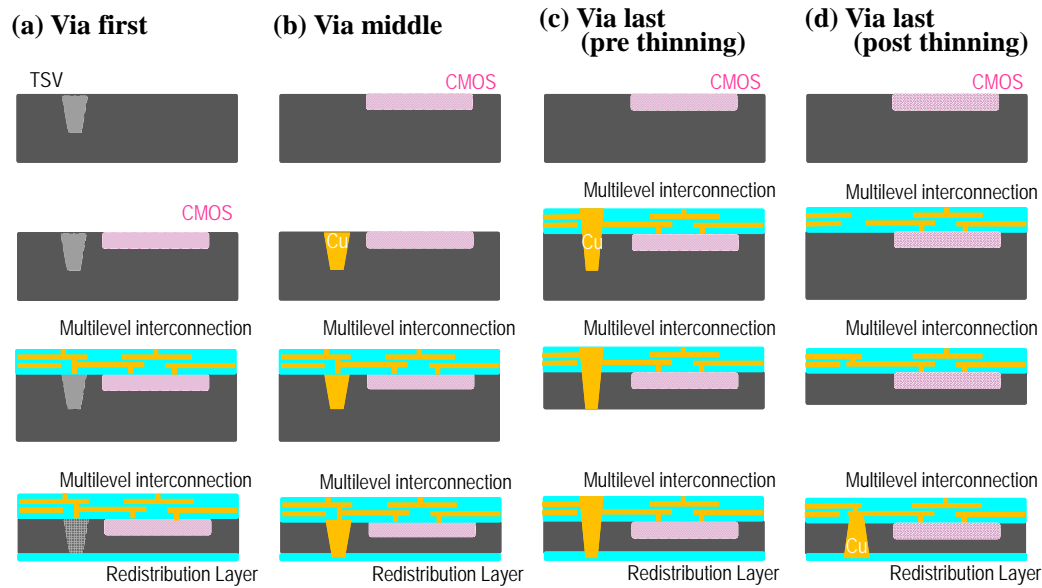 (a) Via first
(b) Via middle
(c) Via last
(pre thinning)
(d) Via last
(post thinning)
TSV
CMOS
CMOS
CMOS
Multilevel interconnection
Multilevel interconnection
CMOS
Cu
Cu
Multilevel interconnection
Multilevel interconnection
Multilevel interconnection
Multilevel interconnection
Multilevel interconnection
Multilevel interconnection
Multilevel interconnection
Multilevel interconnection
Cu
Redistribution Layer
Redistribution Layer
Redistribution Layer
Redistribution Layer